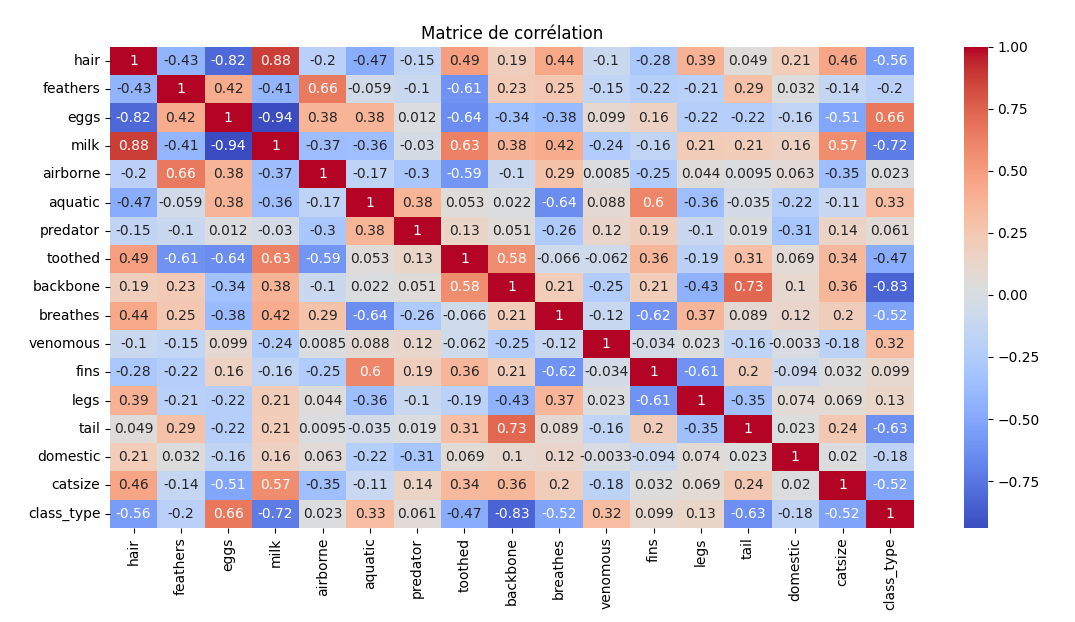 Matrice de corrélation
hair 1 -0.43 -0.82 0.88 -0.2 -0.47 -0.15 0.49 0.19 0.44 -0.1 -0.28 0.39 0.049 0.21 0.46 -0.56
feathers -0.43 1 0.42 -0.41 0.66 -0.059 -0.1 -0.61 0.23 0.25 -0.15 -0.22 -0.21 0.29 0.032 -0.14 -0.2
eggs -0.82 0.42 1 -0.94 0.38 0.38 0.012 -0.64 -0.34 -0.38 0.099 0.16 -0.22 -0.22 -0.16 -0.51 0.66
milk 0.88 -0.41 -0.94 1 -0.37 -0.36 -0.03 0.63 0.38 0.42 -0.24 -0.16 0.21 0.21 0.16 0.57 -0.72
airborne -0.2 0.66 0.38 -0.37 1 -0.17 -0.3 -0.59 -0.1 0.29 0.0085 -0.25 0.044 0.0095 0.063 -0.35 0.023
aquatic -0.47 -0.059 0.38 -0.36 -0.17 1 0.38 0.053 0.022 -0.64 0.088 0.6 -0.36 -0.035 -0.22 -0.11 0.33
predator -0.15 -0.1 0.012 -0.03 -0.3 0.38 1 0.13 0.051 -0.26 0.12 0.19 -0.1 0.019 -0.31 0.14 0.061
toothed 0.49 -0.61 -0.64 0.63 -0.59 0.053 0.13 1 0.58 -0.066 -0.062 0.36 -0.19 0.31 0.069 0.34 -0.47
backbone 0.19 0.23 -0.34 0.38 -0.1 0.022 0.051 0.58 1 0.21 -0.25 0.21 -0.43 0.73 0.1 0.36 -0.83
breathes 0.44 0.25 -0.38 0.42 0.29 -0.64 -0.26 -0.066 0.21 1 -0.12 -0.62 0.37 0.089 0.12 0.2 -0.52
venomous -0.1 -0.15 0.099 -0.24 0.0085 0.088 0.12 -0.062 -0.25 -0.12 1 -0.034 0.023 -0.16 -0.0033 -0.18 0.32
fins -0.28 -0.22 0.16 -0.16 -0.25 0.6 0.19 0.36 0.21 -0.62 -0.034 1 -0.61 0.2 -0.094 0.032 0.099
legs 0.39 -0.21 -0.22 0.21 0.044 -0.36 -0.1 -0.19 -0.43 0.37 0.023 -0.61 1 -0.35 0.074 0.069 0.13
tail 0.049 0.29 -0.22 0.21 0.0095 -0.035 0.019 0.31 0.73 0.089 -0.16 0.2 -0.35 1 0.023 0.24 -0.63
domestic 0.21 0.032 -0.16 0.16 0.063 -0.22 -0.31 0.069 0.1 0.12 -0.0033 -0.094 0.074 0.023 1 0.02 -0.18
catsize 0.46 -0.14 -0.51 0.57 -0.35 -0.11 0.14 0.34 0.36 0.2 -0.18 0.032 0.069 0.24 0.02 1 -0.52
class_type -0.56 -0.2 0.66 -0.72 0.023 0.33 0.061 -0.47 -0.83 -0.52 0.32 0.099 0.13 -0.63 -0.18 -0.52 1
hair feathers eggs milk airborne aquatic predator toothed backbone breathes venomous fins legs tail domestic catsize class_type
1.00
0.75
0.50
0.25
0.00
-0.25
-0.50
-0.75